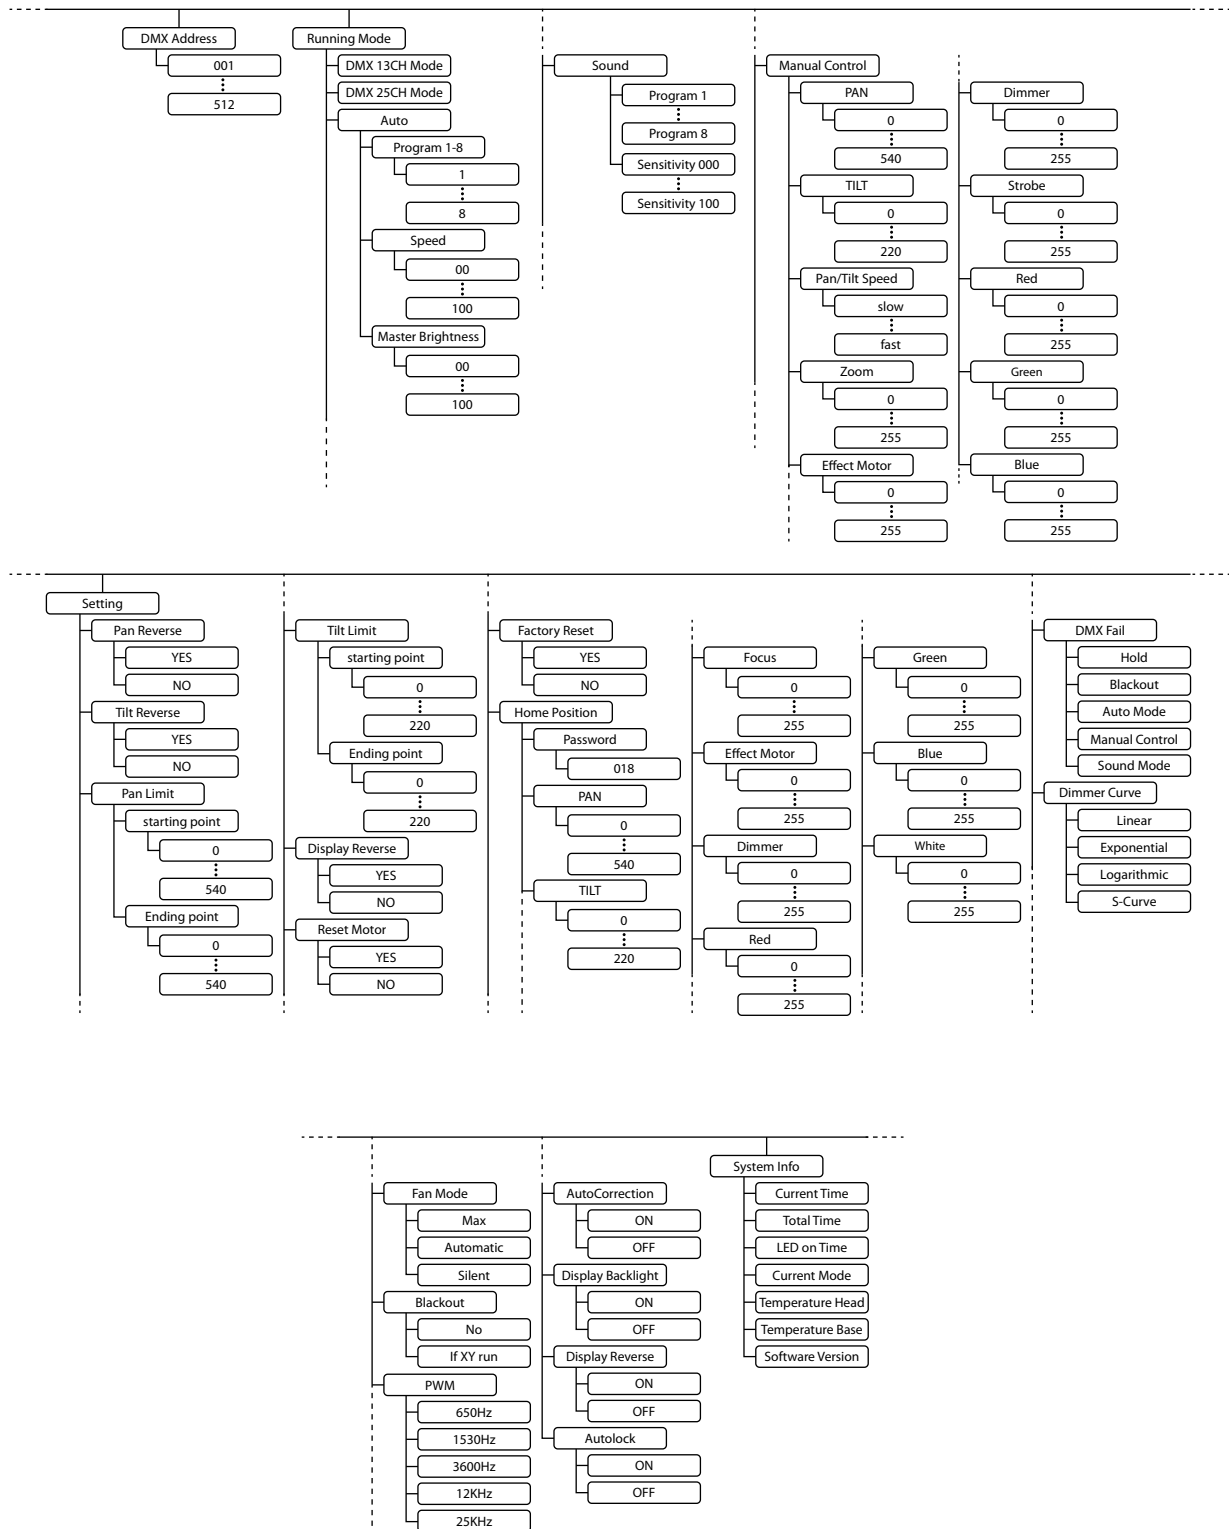 DMX Address
001
512
Running Mode
DMX 13CH Mode
DMX 25CH Mode
Auto
Program 1-8
1
8
Speed
00
100
Master Brightness
00
100
Sound
Program 1
Program 8
Sensitivity 000
Sensitivity 100
Manual Control
PAN
0
540
TILT
0
220
Pan/Tilt Speed
slow
fast
Zoom
0
255
Effect Motor
0
255
Dimmer
0
255
Strobe
0
255
Red
0
255
Green
0
255
Blue
0
255
Setting
Pan Reverse
YES
NO
Tilt Reverse
YES
NO
Pan Limit
starting point
0
540
Ending point
0
540
Tilt Limit
starting point
0
220
Ending point
0
220
Display Reverse
YES
NO
Reset Motor
YES
NO
Factory Reset
YES
NO
Home Position
Password
018
PAN
0
540
TILT
0
220
Focus
0
255
Effect Motor
0
255
Dimmer
0
255
Red
0
255
Green
0
255
Blue
0
255
White
0
255
DMX Fail
Hold
Blackout
Auto Mode
Manual Control
Sound Mode
Dimmer Curve
Linear
Exponential
Logarithmic
S-Curve
Fan Mode
Max
Automatic
Silent
Blackout
No
If XY run
PWM
650Hz
1530Hz
3600Hz
12KHz
25KHz
AutoCorrection
ON
OFF
Display Backlight
ON
OFF
Display Reverse
ON
OFF
Autolock
ON
OFF
System Info
Current Time
Total Time
LED on Time
Current Mode
Temperature Head
Temperature Base
Software Version